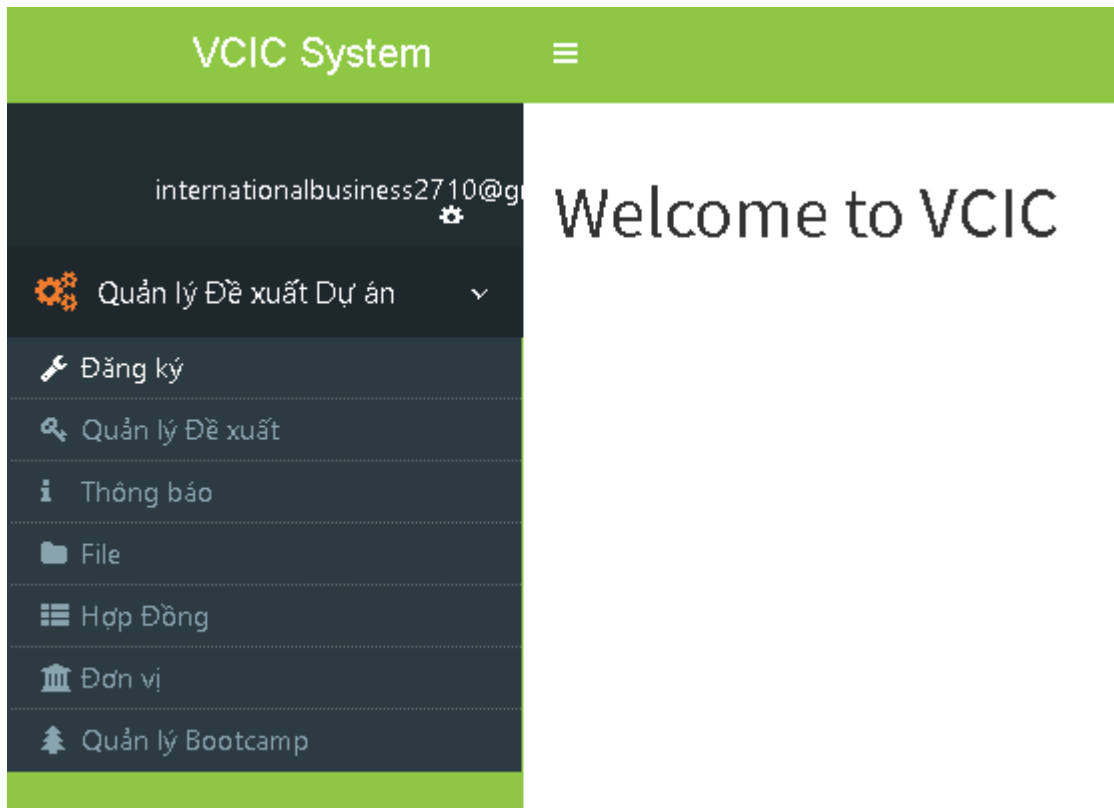 VCIC System
internationalbusiness2710@g
Welcome to VCIC
Quản lý Đề xuất Dự án
Đăng ký
Quản lý Đề xuất
Thông báo
File
Hợp Đồng
Đơn vị
Quản lý Bootcamp